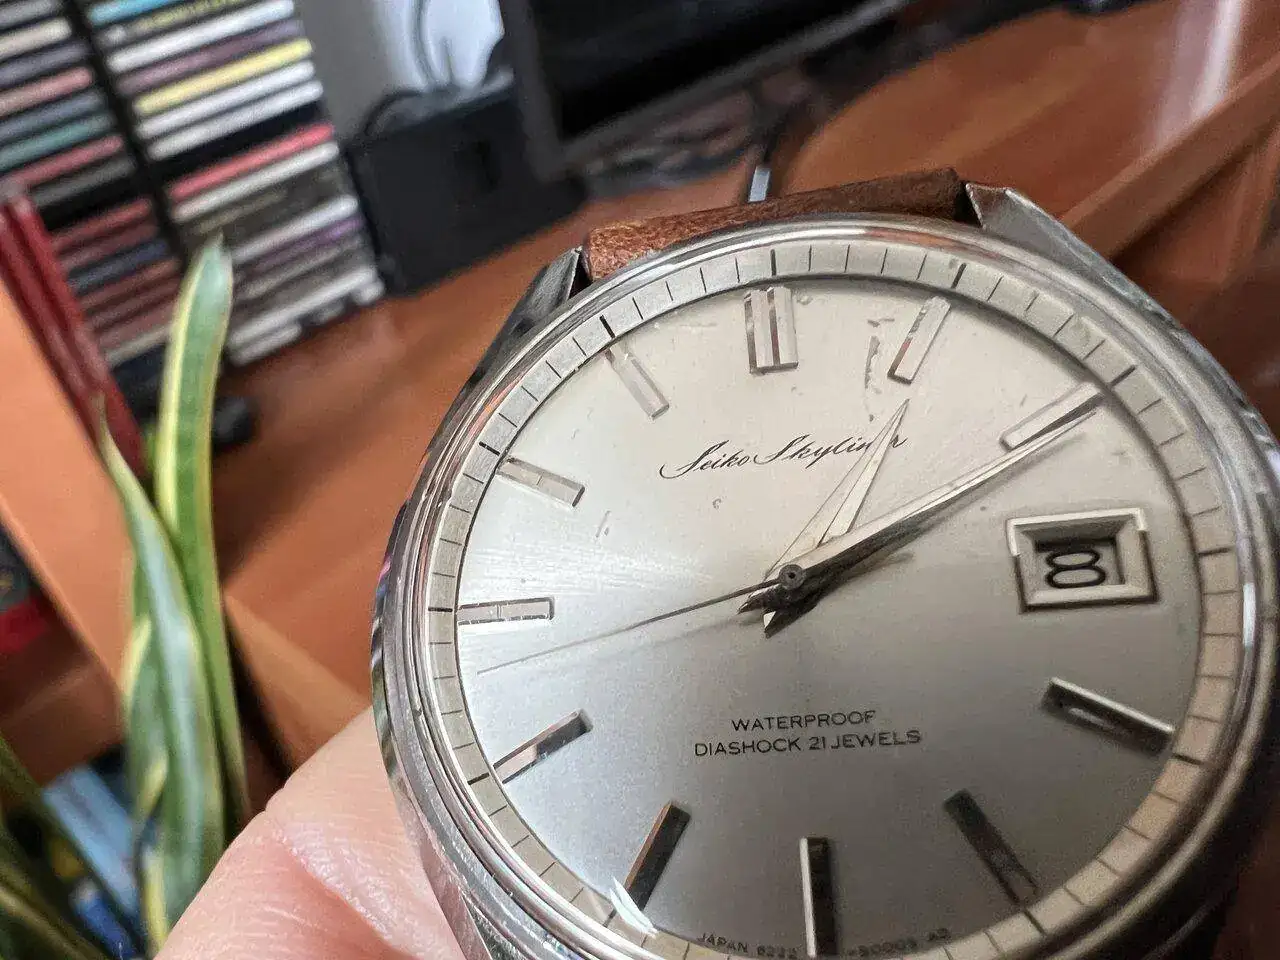 Seiko Skyliner
8
WATERPROOF
DIASHOCK 21 JEWELS
JAPAN